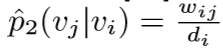 p̂₂(vⱼ|vᵢ) = wᵢⱼ / dᵢ